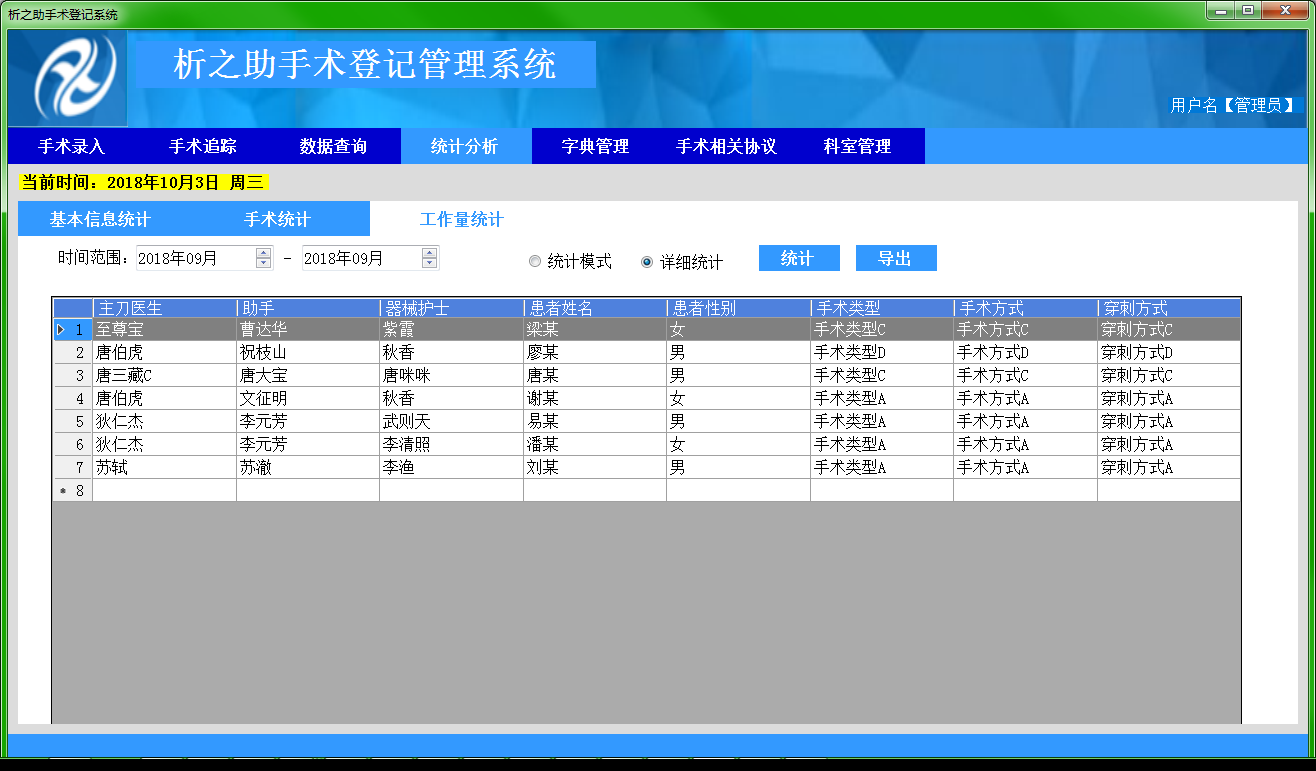 析之助手术登记系统
析之助手术登记管理系统
用户名【管理员】
手术录入 手术追踪 数据查询 统计分析 字典管理 手术相关协议 科室管理
当前时间：2018年10月3日 周三
基本信息统计 手术统计 工作量统计
时间范围： 2018年09月 - 2018年09月 统计模式 详细统计 统计 导出
主刀医生 助手 器械护士 患者姓名 患者性别 手术类型 手术方式 穿刺方式
1 至尊宝 曹达华 紫霞 梁某 女 手术类型C 手术方式C 穿刺方式C
2 唐伯虎 祝枝山 秋香 廖某 男 手术类型D 手术方式D 穿刺方式D
3 唐三藏C 唐大宝 唐咪咪 唐某 男 手术类型C 手术方式C 穿刺方式C
4 唐伯虎 文征明 秋香 谢某 女 手术类型A 手术方式A 穿刺方式A
5 狄仁杰 李元芳 武则天 易某 男 手术类型A 手术方式A 穿刺方式A
6 狄仁杰 李元芳 李清照 潘某 女 手术类型A 手术方式A 穿刺方式A
7 苏轼 苏澈 李渔 刘某 男 手术类型A 手术方式A 穿刺方式A
* 8